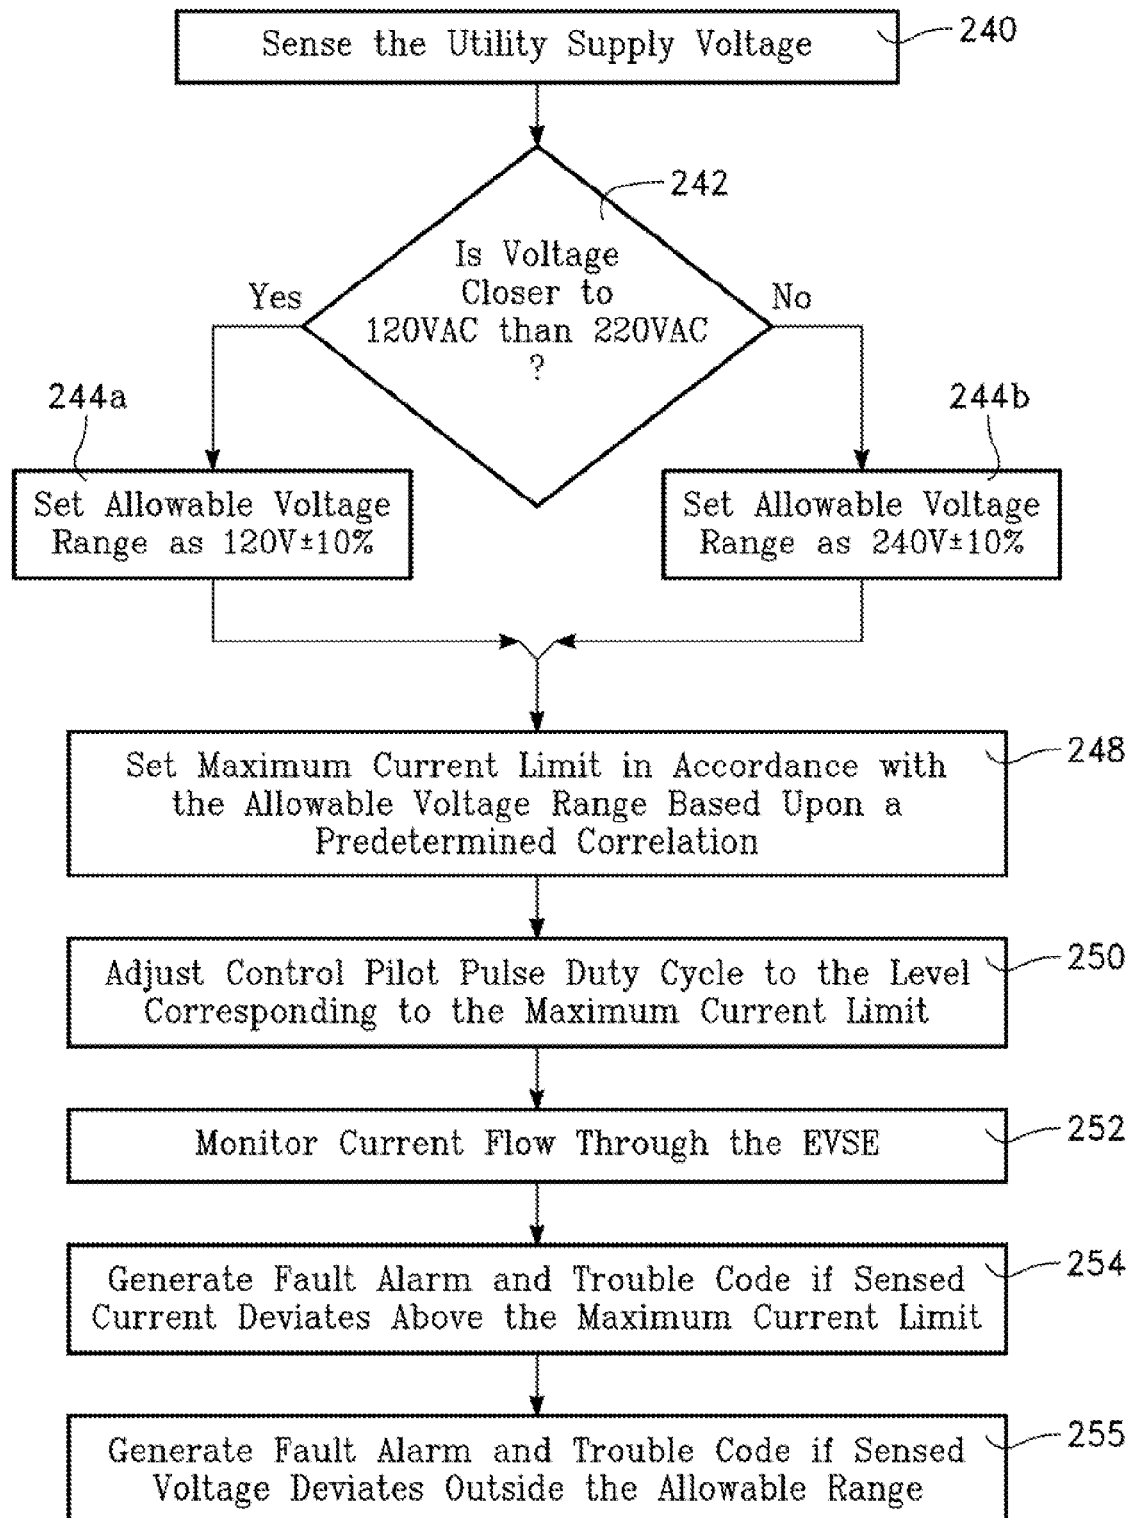 Sense the Utility Supply Voltage
240
242
Is Voltage
Closer to
120VAC than 220VAC
?
Yes
No
244a
244b
Set Allowable Voltage
Range as 120V±10%
Set Allowable Voltage
Range as 240V±10%
Set Maximum Current Limit in Accordance with
the Allowable Voltage Range Based Upon a
Predetermined Correlation
248
Adjust Control Pilot Pulse Duty Cycle to the Level
Corresponding to the Maximum Current Limit
250
Monitor Current Flow Through the EVSE
252
Generate Fault Alarm and Trouble Code if Sensed
Current Deviates Above the Maximum Current Limit
254
Generate Fault Alarm and Trouble Code if Sensed
Voltage Deviates Outside the Allowable Range
255